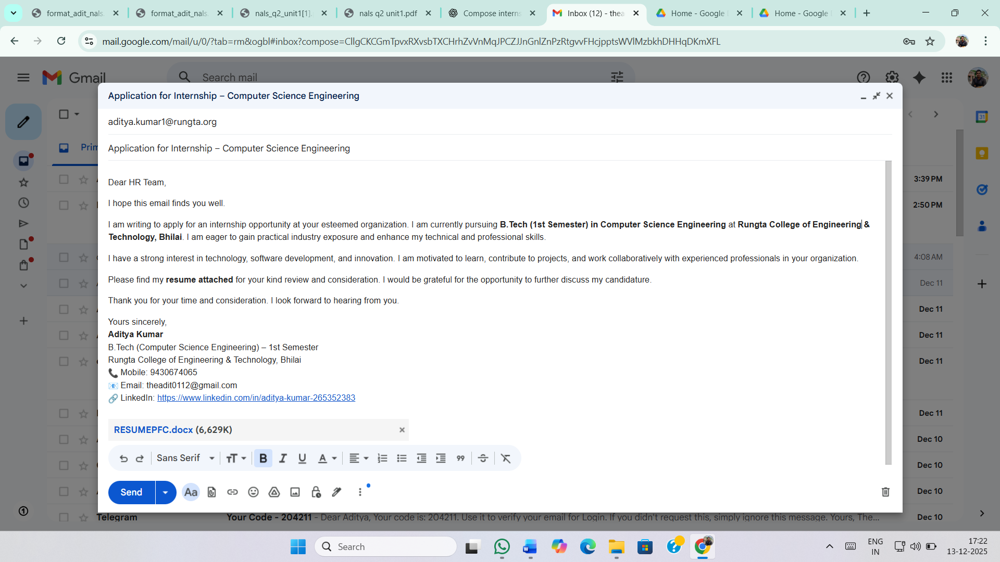 format_adit_nals.
format_adit_nals.
nals_q2_unit1[1].
nals q2 unit1.pdf
Compose interns
Inbox (12) - thea
Home - Google
Home - Google
mail.google.com/mail/u/0/?tab=rm&ogbl#inbox?compose=CllgCKCGmTpvxRXvsbTXCHrhZvVnMqJPCZJJnGnlZnPzRtgvvFHcjpptsWVlMzbkhDHHqDKmXFL
Gmail
Search mail
Application for Internship – Computer Science Engineering
aditya.kumar1@rungta.org
Application for Internship – Computer Science Engineering
Prim
Dear HR Team,
I hope this email finds you well.
I am writing to apply for an internship opportunity at your esteemed organization. I am currently pursuing B.Tech (1st Semester) in Computer Science Engineering at Rungta College of Engineering &
Technology, Bhilai. I am eager to gain practical industry exposure and enhance my technical and professional skills.
I have a strong interest in technology, software development, and innovation. I am motivated to learn, contribute to projects, and work collaboratively with experienced professionals in your organization.
Please find my resume attached for your kind review and consideration. I would be grateful for the opportunity to further discuss my candidature.
Thank you for your time and consideration. I look forward to hearing from you.
Yours sincerely,
Aditya Kumar
B.Tech (Computer Science Engineering) – 1st Semester
Rungta College of Engineering & Technology, Bhilai
Mobile: 9430674065
Email: theadit0112@gmail.com
LinkedIn: https://www.linkedin.com/in/aditya-kumar-265352383
RESUMEPFC.docx (6,629K)
Sans Serif
Send
3:39 PM
2:50 PM
4:08 AM
Dec 11
Dec 11
Dec 11
Dec 11
Dec 11
Dec 10
Dec 10
Dec 10
Dec 10
Telegram
Your Code - 204211 - Dear Aditya, Your code is: 204211. Use it to verify your email for Login. If you didn't request this, simply ignore this message. Yours, The...
Search
ENG
IN
17:22
13-12-2025